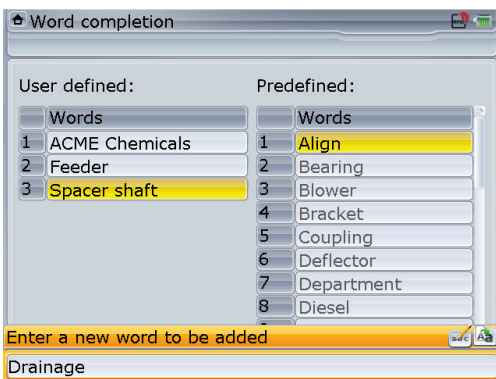 Word completion
User defined:
Words
1 ACME Chemicals
2 Feeder
3 Spacer shaft
Predefined:
Words
1 Align
2 Bearing
3 Blower
4 Bracket
5 Coupling
6 Deflector
7 Department
8 Diesel
Enter a new word to be added
Drainage